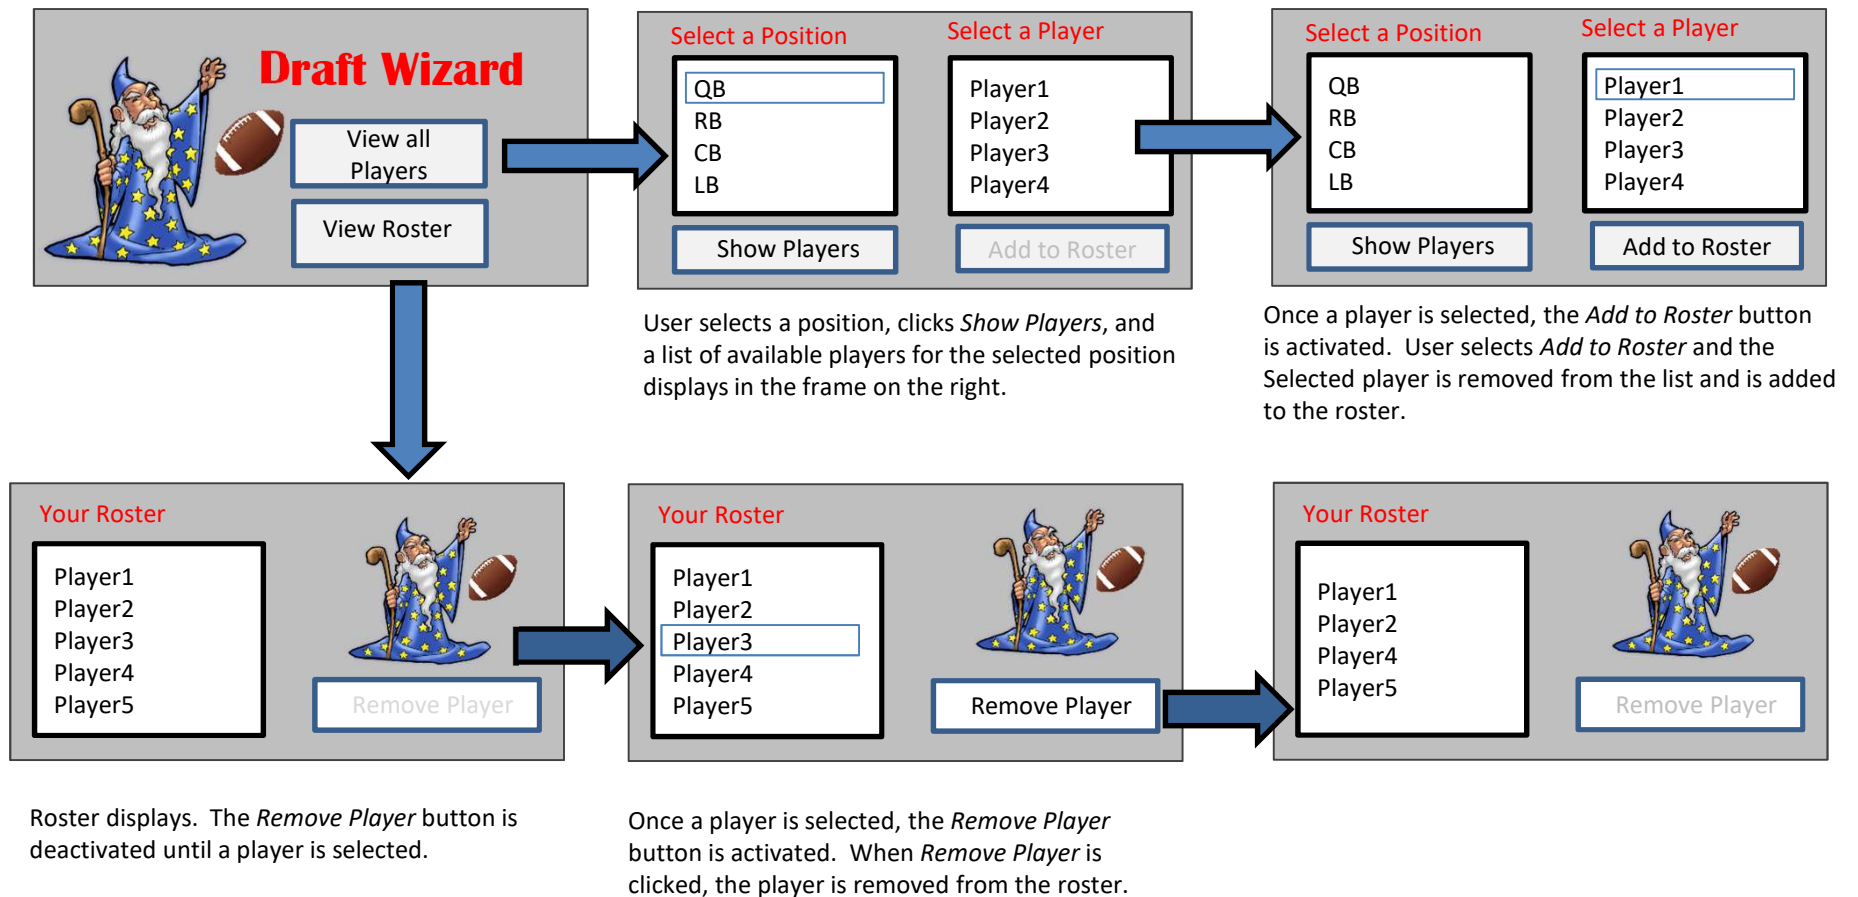 Draft Wizard
View all
Players
View Roster
Select a Position
QB
RB
CB
LB
Show Players
Select a Player
Player1
Player2
Player3
Player4
Add to Roster
User selects a position, clicks Show Players, and
a list of available players for the selected position
displays in the frame on the right.
Select a Position
QB
RB
CB
LB
Show Players
Select a Player
Player1
Player2
Player3
Player4
Add to Roster
Once a player is selected, the Add to Roster button
is activated.  User selects Add to Roster and the
Selected player is removed from the list and is added
to the roster.
Your Roster
Player1
Player2
Player3
Player4
Player5
Remove Player
Roster displays.  The Remove Player button is
deactivated until a player is selected.
Your Roster
Player1
Player2
Player3
Player4
Player5
Remove Player
Once a player is selected, the Remove Player
button is activated.  When Remove Player is
clicked, the player is removed from the roster.
Your Roster
Player1
Player2
Player4
Player5
Remove Player